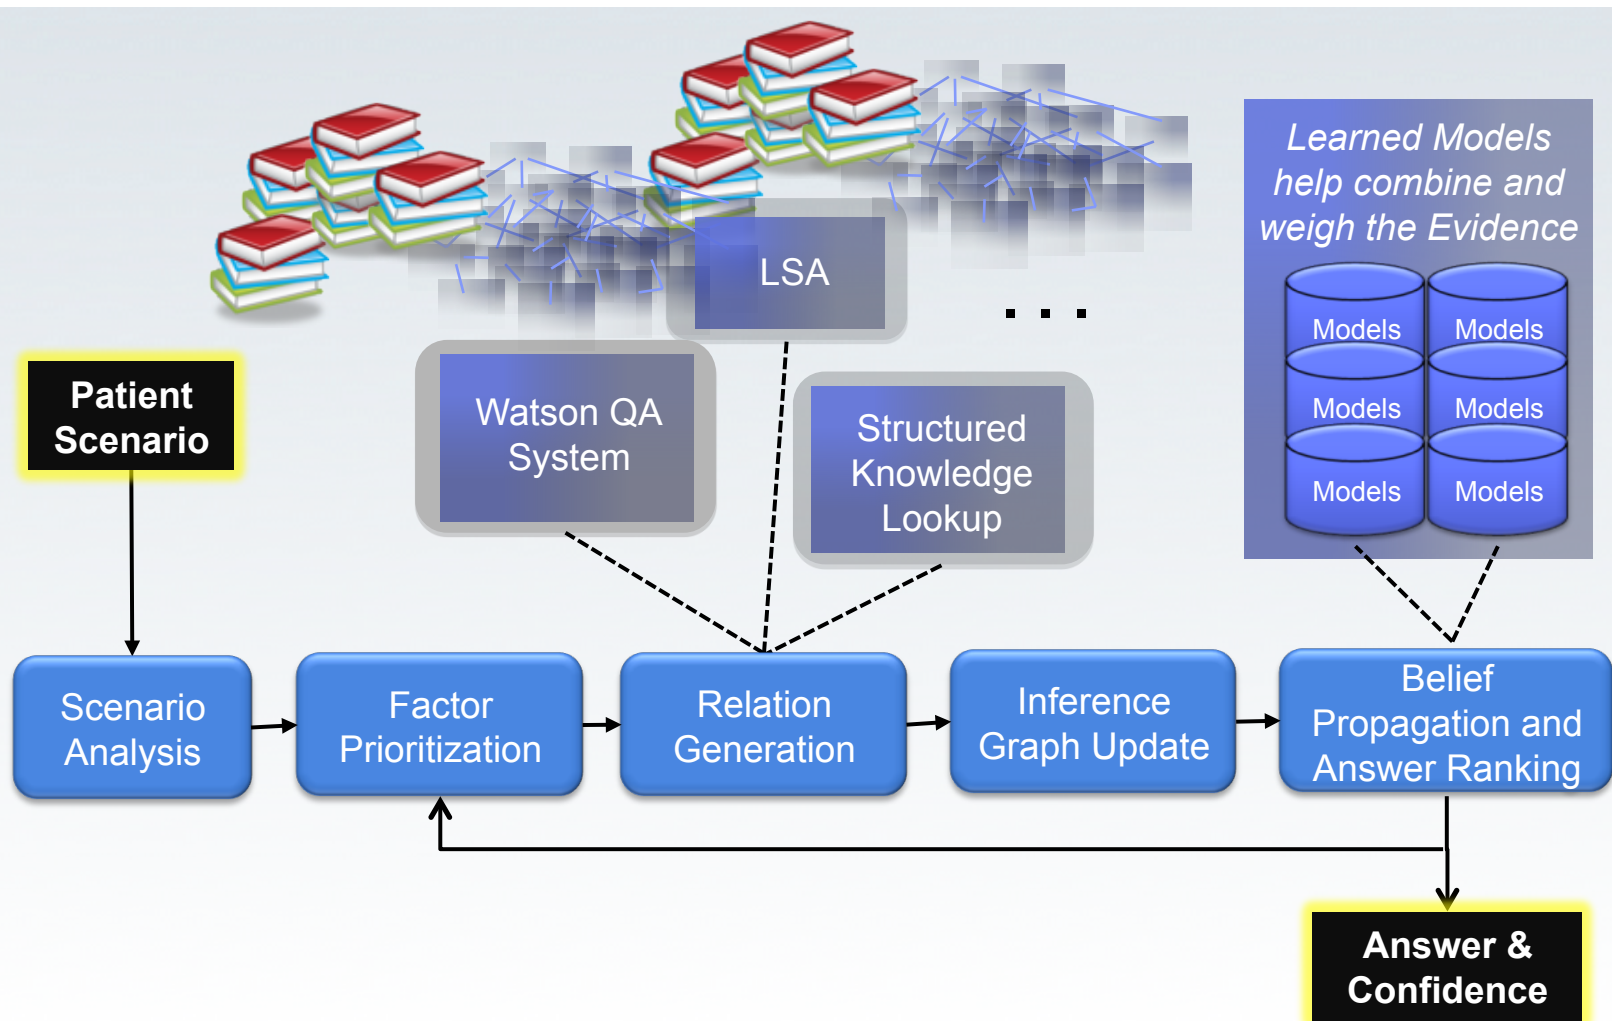 Learned Models
help combine and
weigh the Evidence
LSA
. . .
Models
Models
Models
Models
Models
Models
Patient
Scenario
Watson QA
System
Structured
Knowledge
Lookup
Scenario
Analysis
Factor
Prioritization
Relation
Generation
Inference
Graph Update
Belief
Propagation and
Answer Ranking
Answer &
Confidence